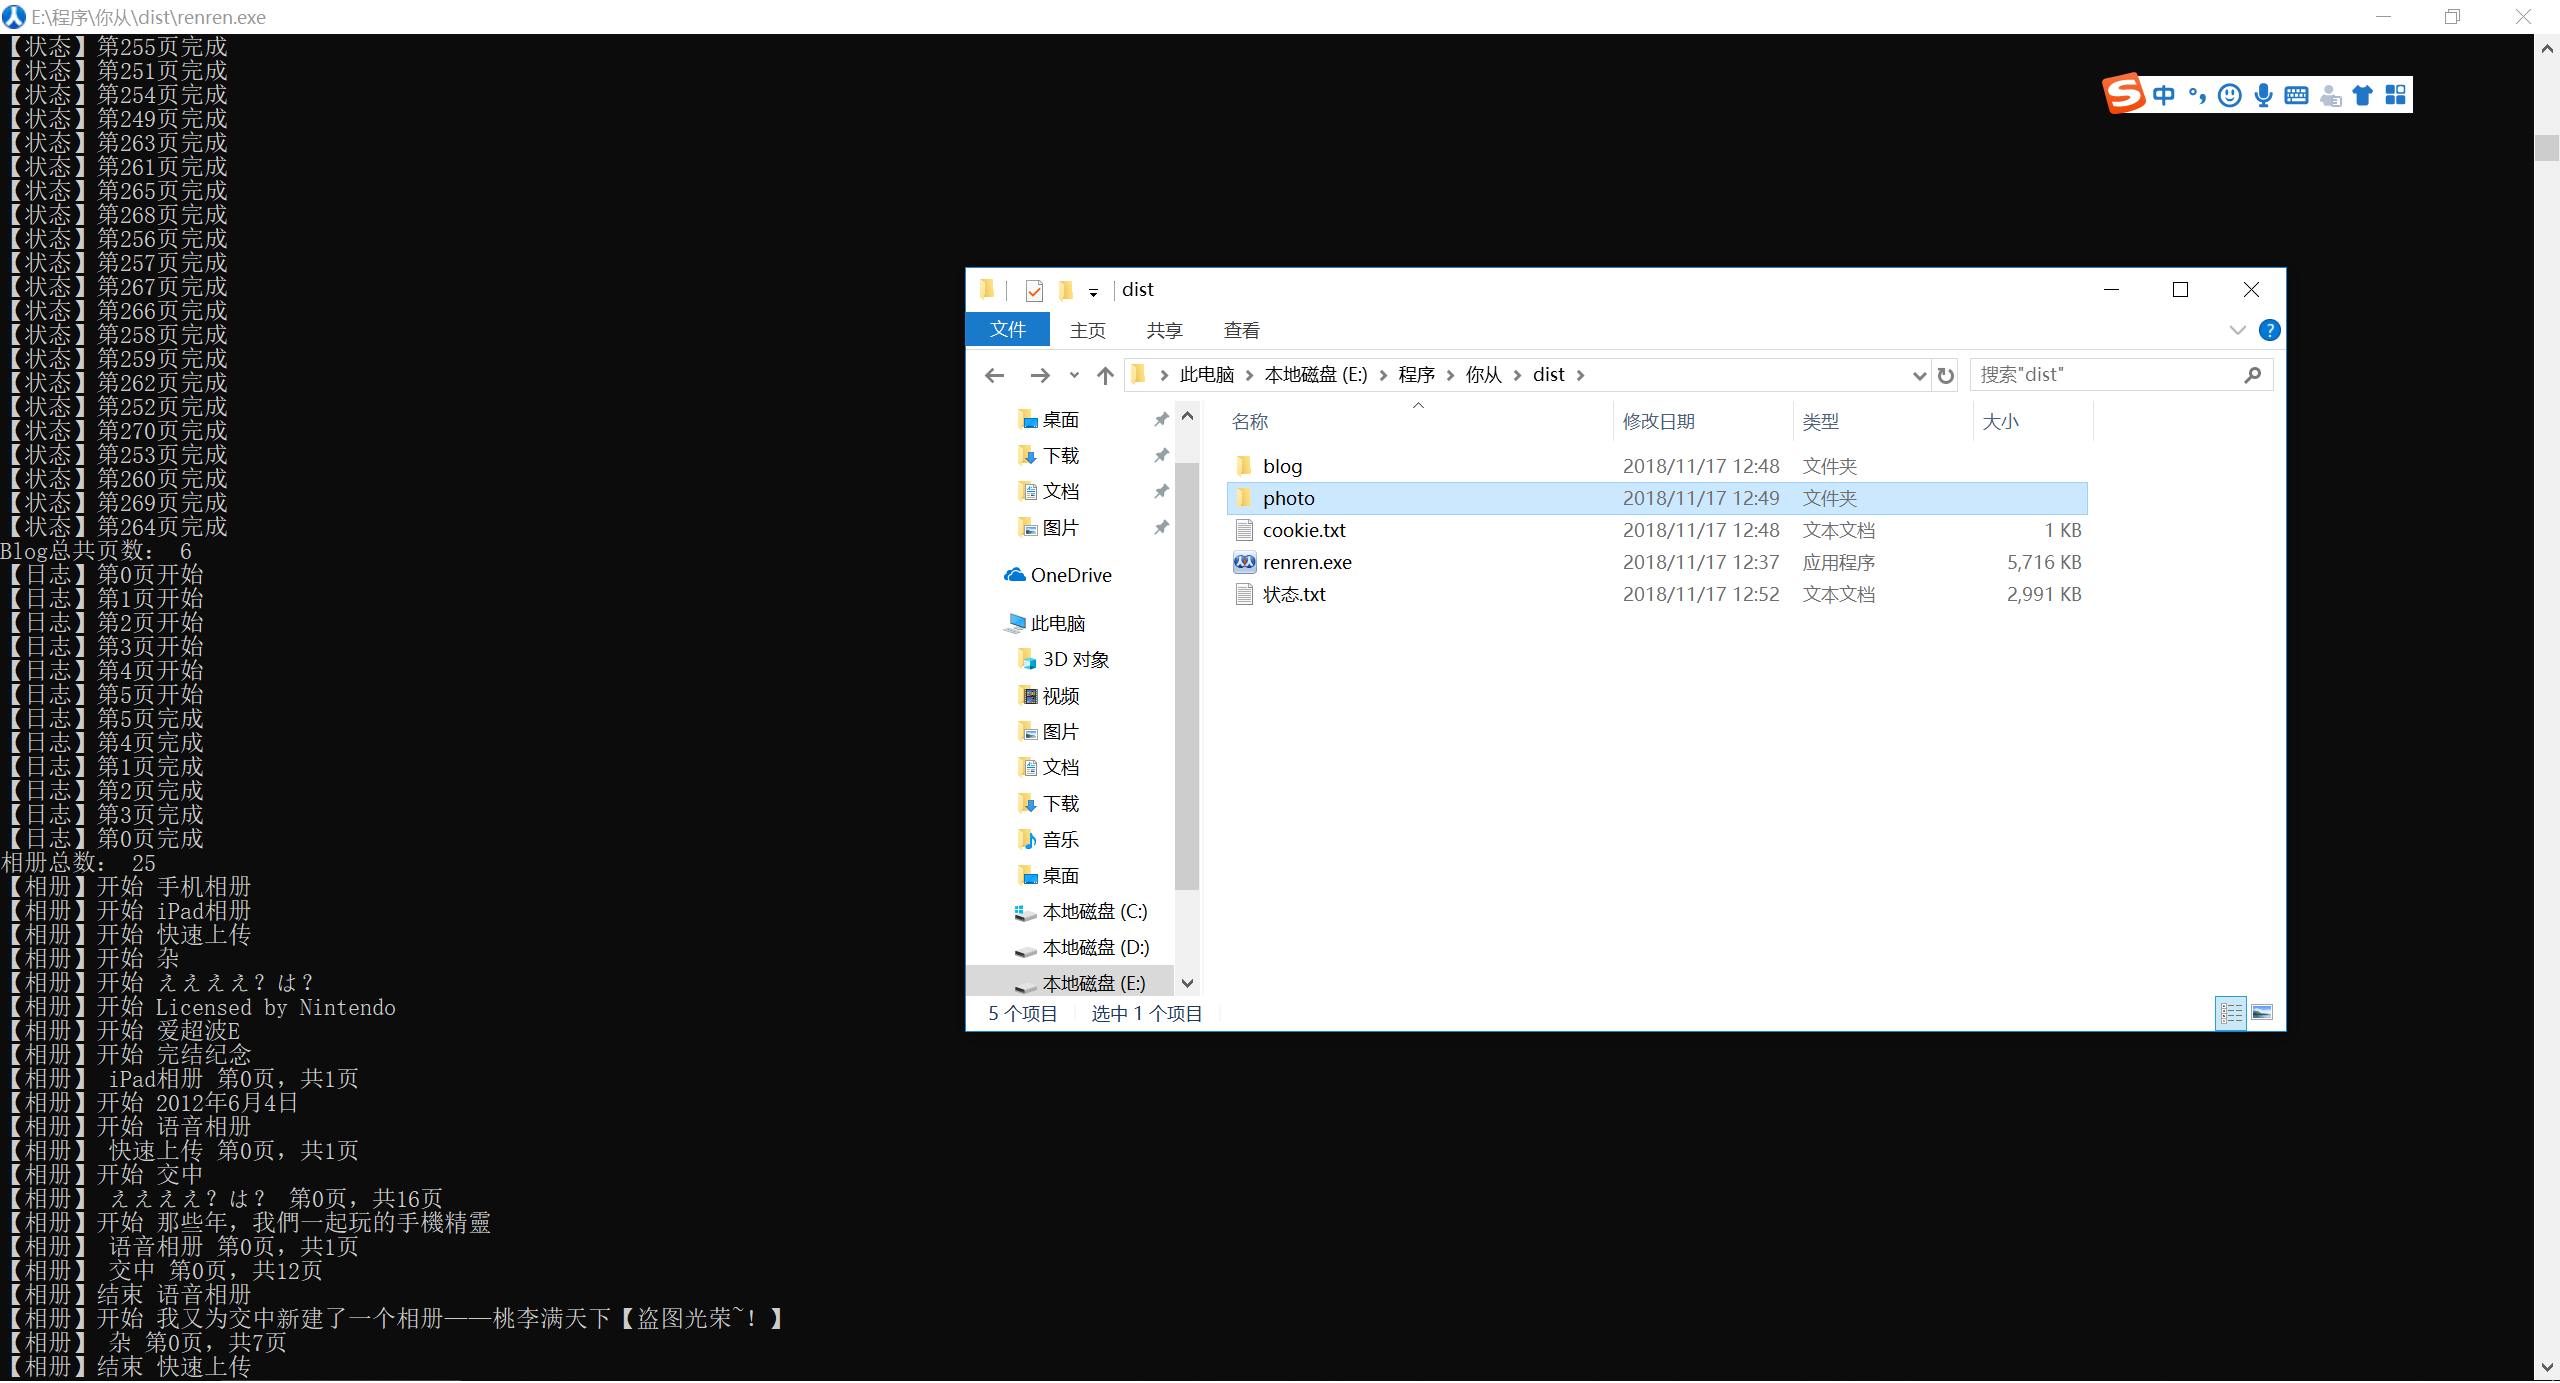 E:\程序\你从\dist\renren.exe
【状态】第255页完成
【状态】第251页完成
【状态】第254页完成
【状态】第249页完成
【状态】第263页完成
【状态】第261页完成
【状态】第265页完成
【状态】第268页完成
【状态】第256页完成
【状态】第257页完成
【状态】第267页完成
【状态】第266页完成
【状态】第258页完成
【状态】第259页完成
【状态】第262页完成
【状态】第252页完成
【状态】第270页完成
【状态】第253页完成
【状态】第260页完成
【状态】第269页完成
【状态】第264页完成
Blog总共页数： 6
【日志】第0页开始
【日志】第1页开始
【日志】第2页开始
【日志】第3页开始
【日志】第4页开始
【日志】第5页开始
【日志】第5页完成
【日志】第4页完成
【日志】第1页完成
【日志】第2页完成
【日志】第3页完成
【日志】第0页完成
相册总数： 25
【相册】开始 手机相册
【相册】开始 iPad相册
【相册】开始 快速上传
【相册】开始 杂
【相册】开始 ええええ？は？
【相册】开始 Licensed by Nintendo
【相册】开始 爱超波E
【相册】开始 完结纪念
【相册】 iPad相册 第0页，共1页
【相册】开始 2012年6月4日
【相册】开始 语音相册
【相册】 快速上传 第0页，共1页
【相册】开始 交中
【相册】 ええええ？は？ 第0页，共16页
【相册】开始 那些年，我們一起玩的手機精靈
【相册】 语音相册 第0页，共1页
【相册】 交中 第0页，共12页
【相册】结束 语音相册
【相册】开始 我又为交中新建了一个相册——桃李满天下【盗图光荣~！】
【相册】 杂 第0页，共7页
【相册】结束 快速上传
中
dist
文件 主页 共享 查看
此电脑 本地磁盘 (E:) 程序 你从 dist
搜索"dist"
桌面
下载
文档
图片
OneDrive
此电脑
3D 对象
视频
图片
文档
下载
音乐
桌面
本地磁盘 (C:)
本地磁盘 (D:)
本地磁盘 (E:)
名称 修改日期 类型 大小
blog 2018/11/17 12:48 文件夹
photo 2018/11/17 12:49 文件夹
cookie.txt 2018/11/17 12:48 文本文档 1 KB
renren.exe 2018/11/17 12:37 应用程序 5,716 KB
状态.txt 2018/11/17 12:52 文本文档 2,991 KB
5 个项目 选中 1 个项目